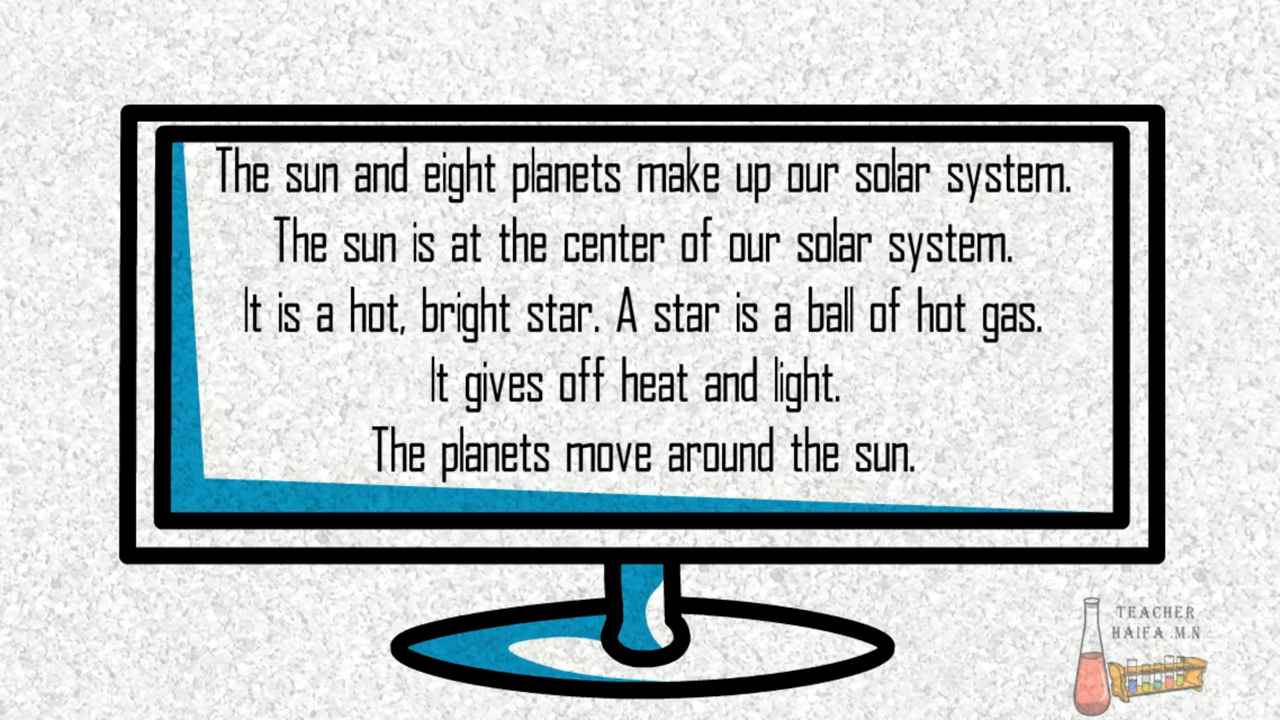 The sun and eight planets make up our solar system.
The sun is at the center of our solar system.
It is a hot, bright star. A star is a ball of hot gas.
It gives off heat and light.
The planets move around the sun.
TEACHER
HAIFA .M.N